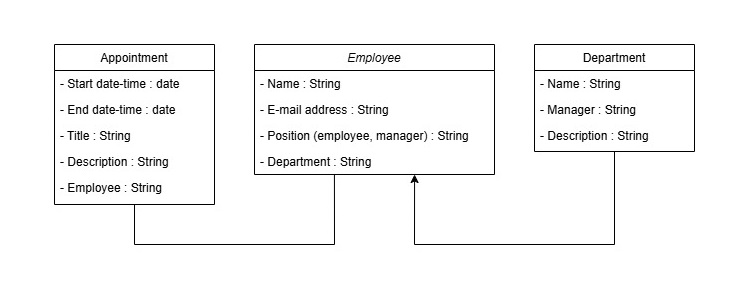 Appointment
- Start date-time : date
- End date-time : date
- Title : String
- Description : String
- Employee : String
Employee
- Name : String
- E-mail address : String
- Position (employee, manager) : String
- Department : String
Department
- Name : String
- Manager : String
- Description : String